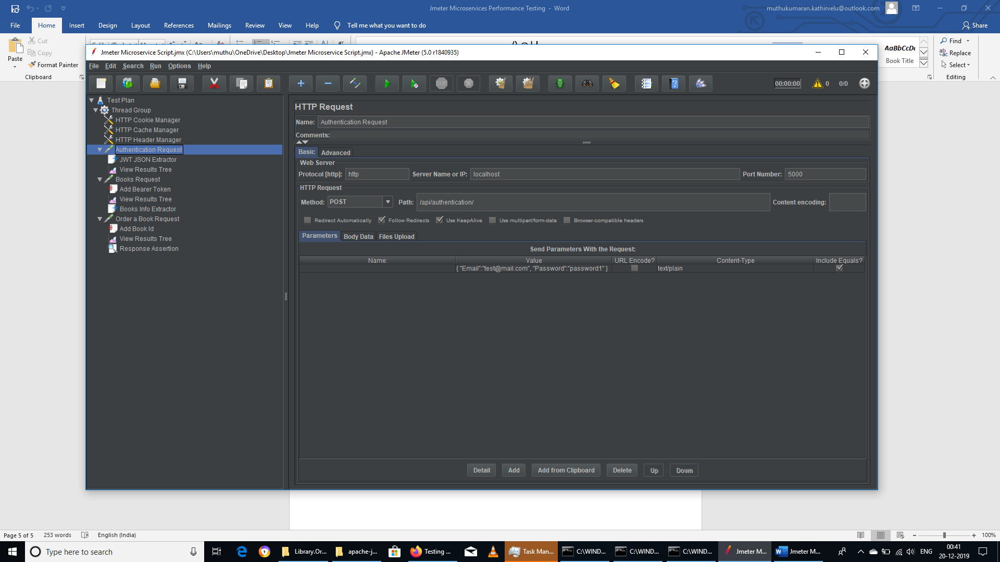 Jmeter Microservices Performance Testing - Word
muthukumaran.kathirvelu@outlook.com
File Home Insert Design Layout References Mailings Review View Help Tell me what you want to do Share
Paste
Cut
Copy
Format Painter
Clipboard
AaBbCcDc
Book Title
Find
Replace
Select
Editing
Jmeter Microservice Script.jmx (C:\Users\muthu\OneDrive\Desktop\Jmeter Microservice Script.jmx) - Apache JMeter (5.0 r1840935)
File Edit Search Run Options Help
STOP
00:00:00 0 0/0
Test Plan
Thread Group
HTTP Cookie Manager
HTTP Cache Manager
HTTP Header Manager
Authentication Request
JWT JSON Extractor
View Results Tree
Books Request
Add Bearer Token
View Results Tree
Books Info Extractor
Order a Book Request
Add Book Id
View Results Tree
Response Assertion
HTTP Request
Name: Authentication Request
Comments:
Basic Advanced
Web Server
Protocol [http]: http Server Name or IP: localhost Port Number: 5000
HTTP Request
Method: POST Path: /api/authentication/ Content encoding:
Redirect Automatically Follow Redirects Use KeepAlive Use multipart/form-data Browser-compatible headers
Parameters Body Data Files Upload
Send Parameters With the Request:
Name: Value URL Encode? Content-Type Include Equals?
{ "Email":"test@mail.com", "Password":"password1" } text/plain
Detail Add Add from Clipboard Delete Up Down
Page 5 of 5 253 words English (India) 100%
Type here to search
Library.Or... apache-j... Testing ... Task Man... C:\WIND... C:\WIND... C:\WIND... Jmeter M... Jmeter M...
ENG
00:41
20-12-2019